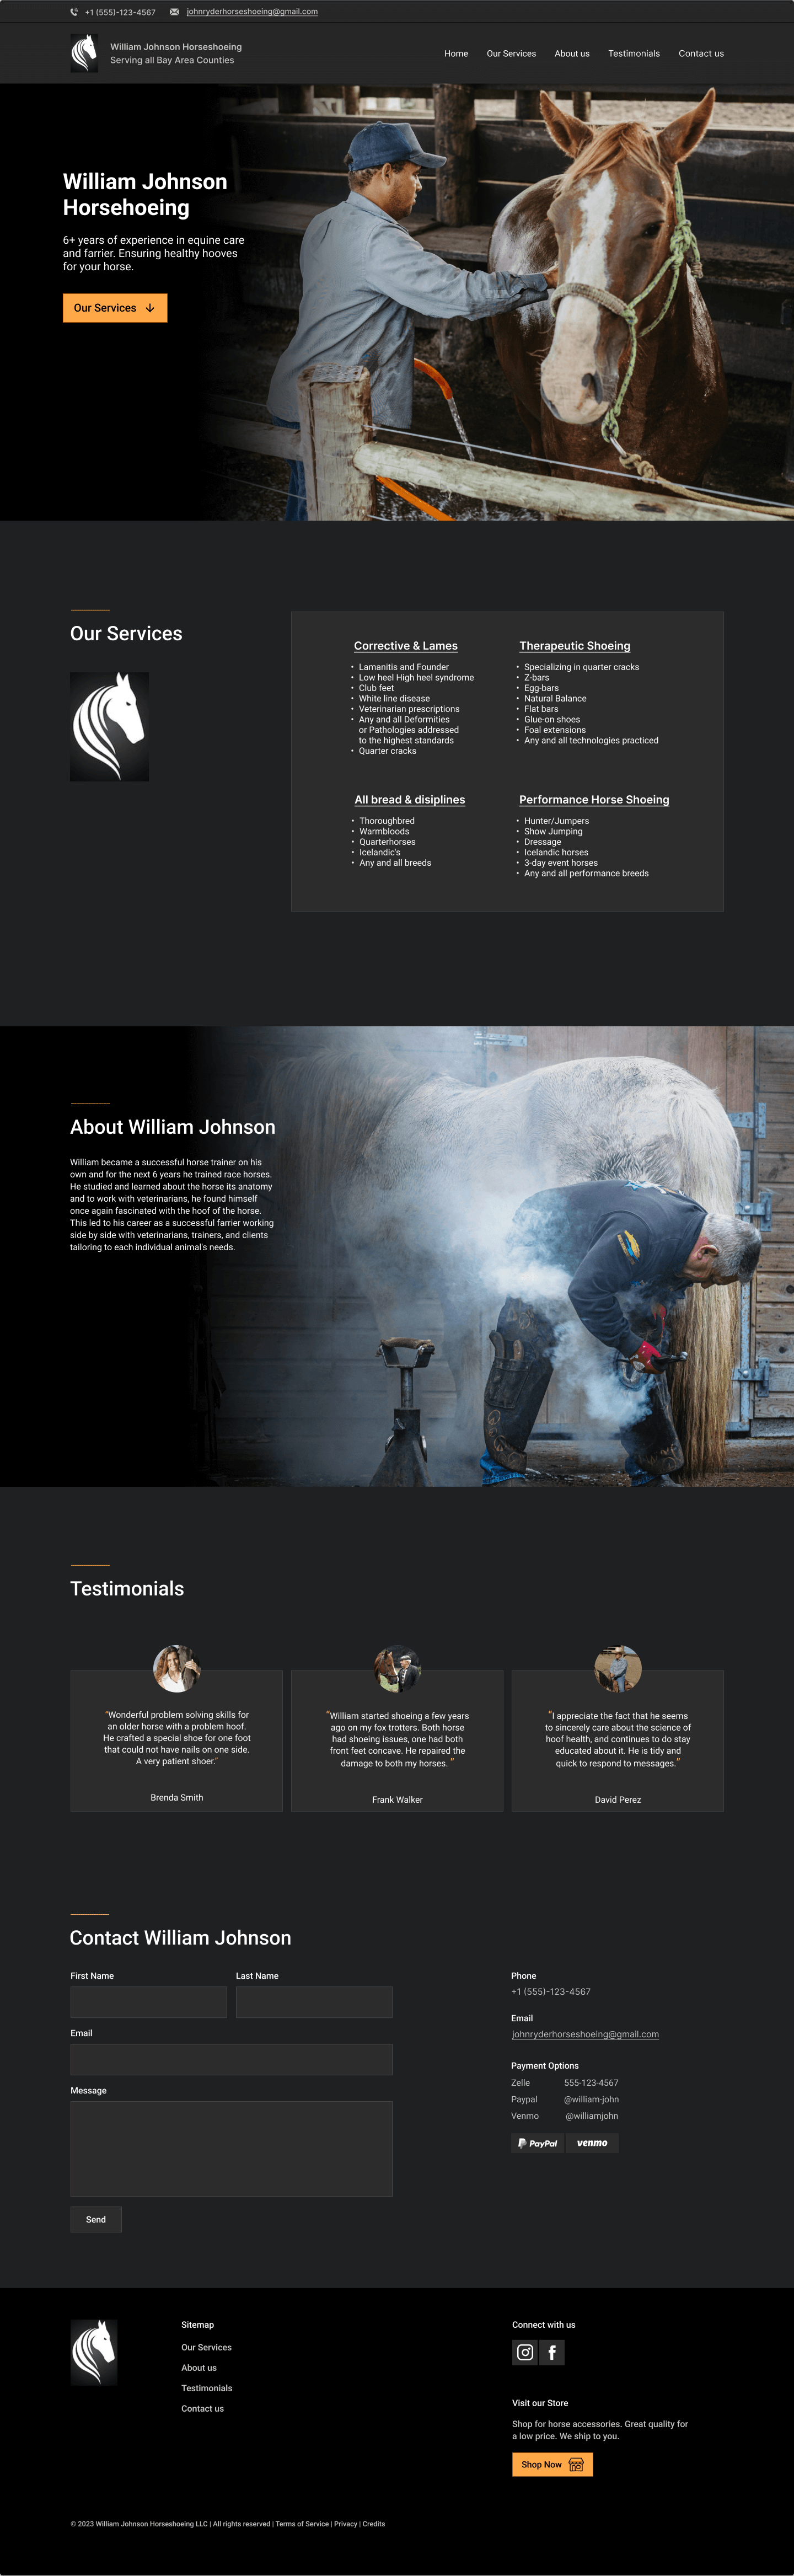 +1 (555)-123-4567 johnryderhorseshoeing@gmail.com
William Johnson Horseshoeing
Serving all Bay Area Counties
Home Our Services About us Testimonials Contact us
William Johnson
Horsehoeing
6+ years of experience in equine care
and farrier. Ensuring healthy hooves
for your horse.
Our Services
Our Services
Corrective & Lames
• Lamanitis and Founder
• Low heel High heel syndrome
• Club feet
• White line disease
• Veterinarian prescriptions
• Any and all Deformities
or Pathologies addressed
to the highest standards
• Quarter cracks
Therapeutic Shoeing
• Specializing in quarter cracks
• Z-bars
• Egg-bars
• Natural Balance
• Flat bars
• Glue-on shoes
• Foal extensions
• Any and all technologies practiced
All bread & disiplines
• Thoroughbred
• Warmbloods
• Quarterhorses
• Icelandic's
• Any and all breeds
Performance Horse Shoeing
• Hunter/Jumpers
• Show Jumping
• Dressage
• Icelandic horses
• 3-day event horses
• Any and all performance breeds
About William Johnson
William became a successful horse trainer on his
own and for the next 6 years he trained race horses.
He studied and learned about the horse its anatomy
and to work with veterinarians, he found himself
once again fascinated with the hoof of the horse.
This led to his career as a successful farrier working
side by side with veterinarians, trainers, and clients
tailoring to each individual animal's needs.
Testimonials
"Wonderful problem solving skills for
an older horse with a problem hoof.
He crafted a special shoe for one foot
that could not have nails on one side.
A very patient shoer."
Brenda Smith
"William started shoeing a few years
ago on my fox trotters. Both horse
had shoeing issues, one had both
front feet concave. He repaired the
damage to both my horses. "
Frank Walker
"I appreciate the fact that he seems
to sincerely care about the science of
hoof health, and continues to do stay
educated about it. He is tidy and
quick to respond to messages."
David Perez
Contact William Johnson
First Name Last Name
Email
Message
Send
Phone
+1 (555)-123-4567
Email
johnryderhorseshoeing@gmail.com
Payment Options
Zelle 555-123-4567
Paypal @william-john
Venmo @williamjohn
PayPal venmo
Sitemap
Our Services
About us
Testimonials
Contact us
Connect with us
Visit our Store
Shop for horse accessories. Great quality for
a low price. We ship to you.
Shop Now
© 2023 William Johnson Horseshoeing LLC | All rights reserved | Terms of Service | Privacy | Credits